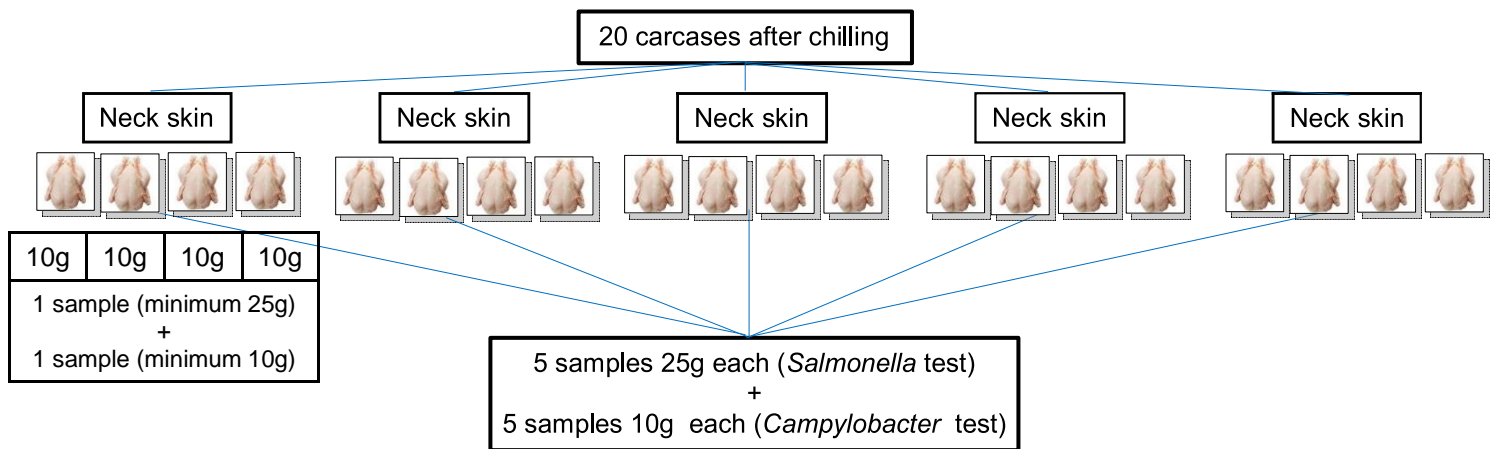 20 carcases after chilling
Neck skin
Neck skin
Neck skin
Neck skin
Neck skin
10g
10g
10g
10g
1 sample (minimum 25g)
+
1 sample (minimum 10g)
5 samples 25g each (Salmonella test)
+
5 samples 10g each (Campylobacter test)